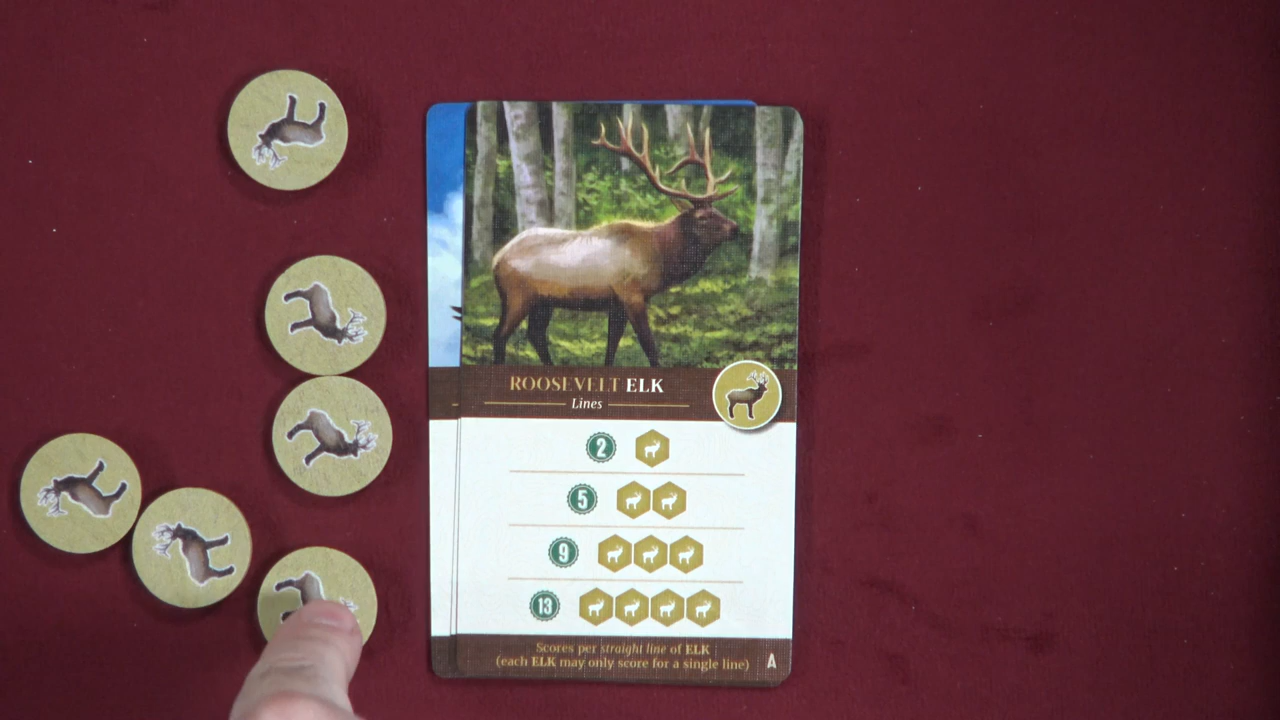 ROOSEVELT ELK
Lines
2
5
9
13
Scores per straight line of ELK
(each ELK may only score for a single line)
A